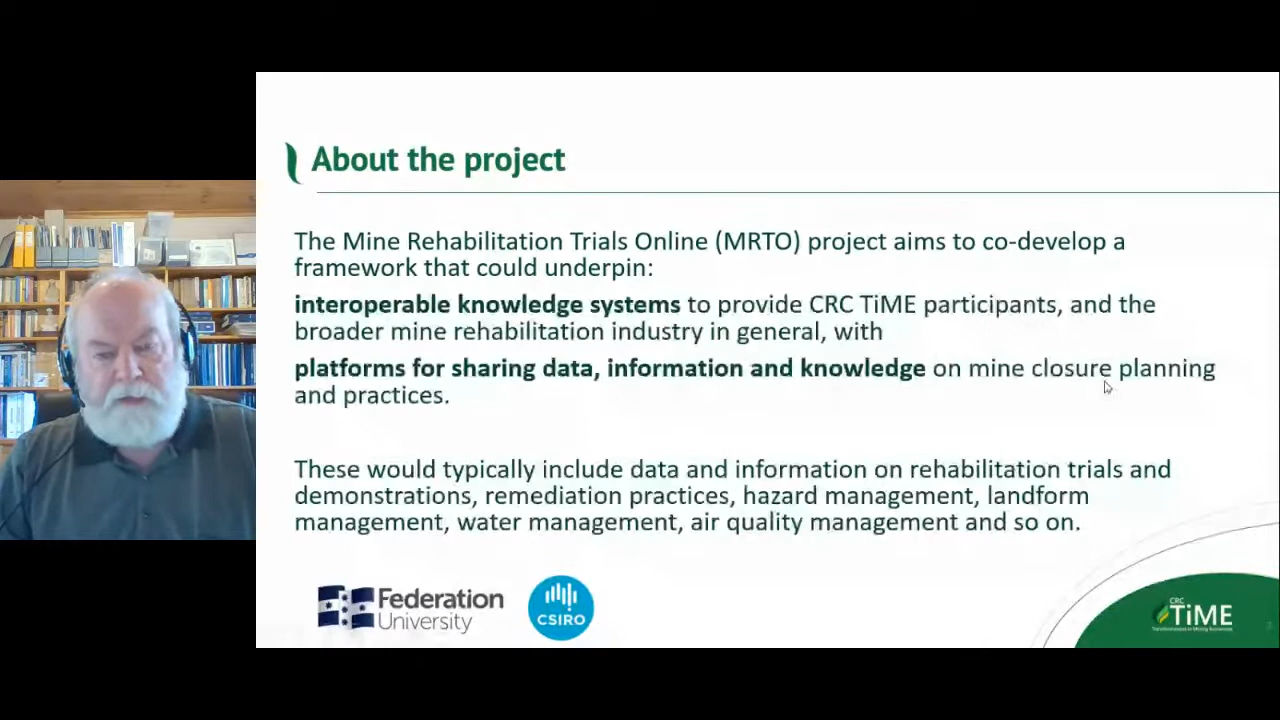 About the project
The Mine Rehabilitation Trials Online (MRTO) project aims to co-develop a
framework that could underpin:
interoperable knowledge systems to provide CRC TiME participants, and the
broader mine rehabilitation industry in general, with
platforms for sharing data, information and knowledge on mine closure planning
and practices.
These would typically include data and information on rehabilitation trials and
demonstrations, remediation practices, hazard management, landform
management, water management, air quality management and so on.
Federation
University
CSIRO
CRC
TiME